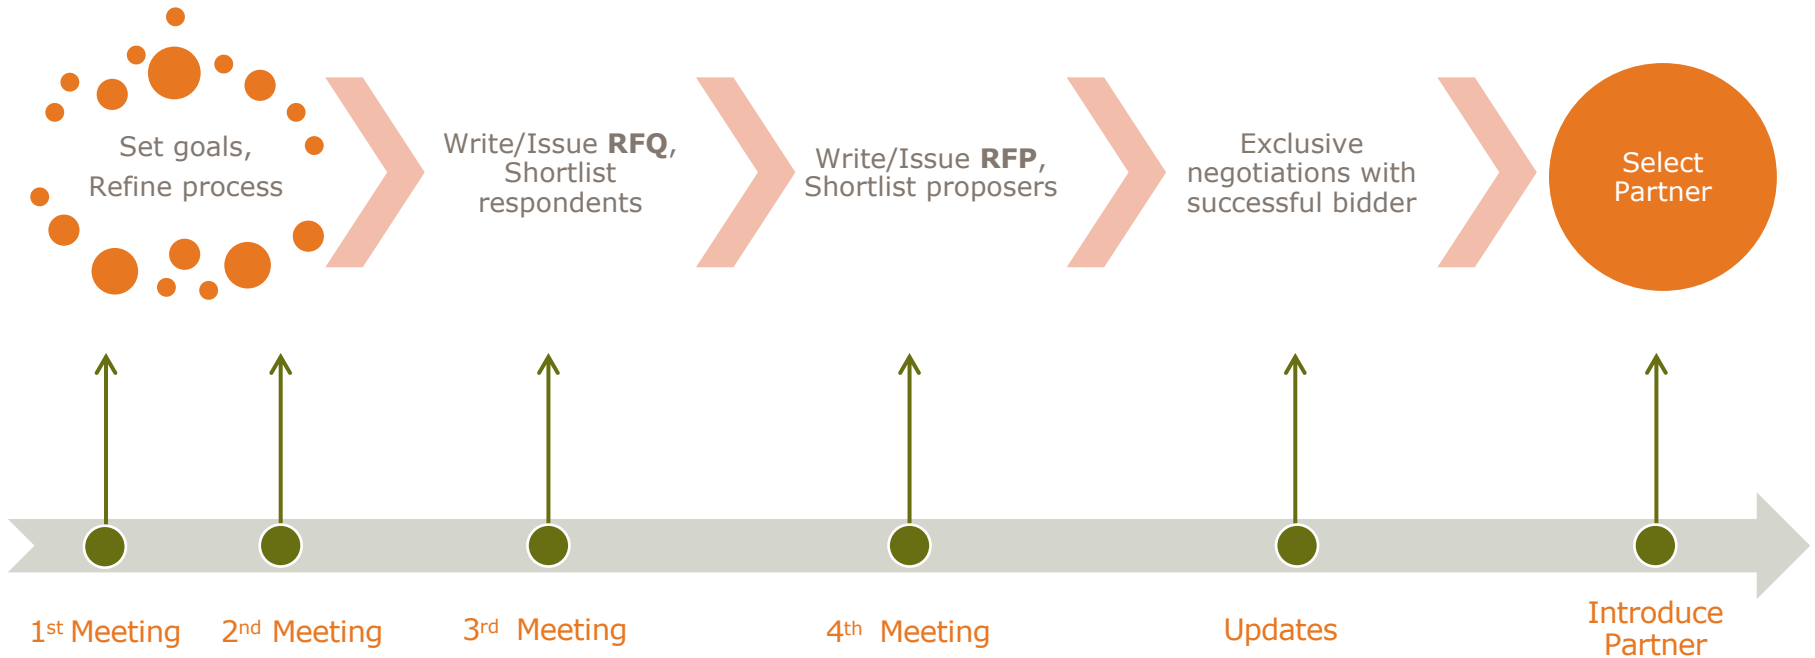 Set goals,
Refine process
Write/Issue RFQ,
Shortlist
respondents
Write/Issue RFP,
Shortlist proposers
Exclusive
negotiations with
successful bidder
Select
Partner
1st Meeting
2nd Meeting
3rd Meeting
4th Meeting
Updates
Introduce
Partner